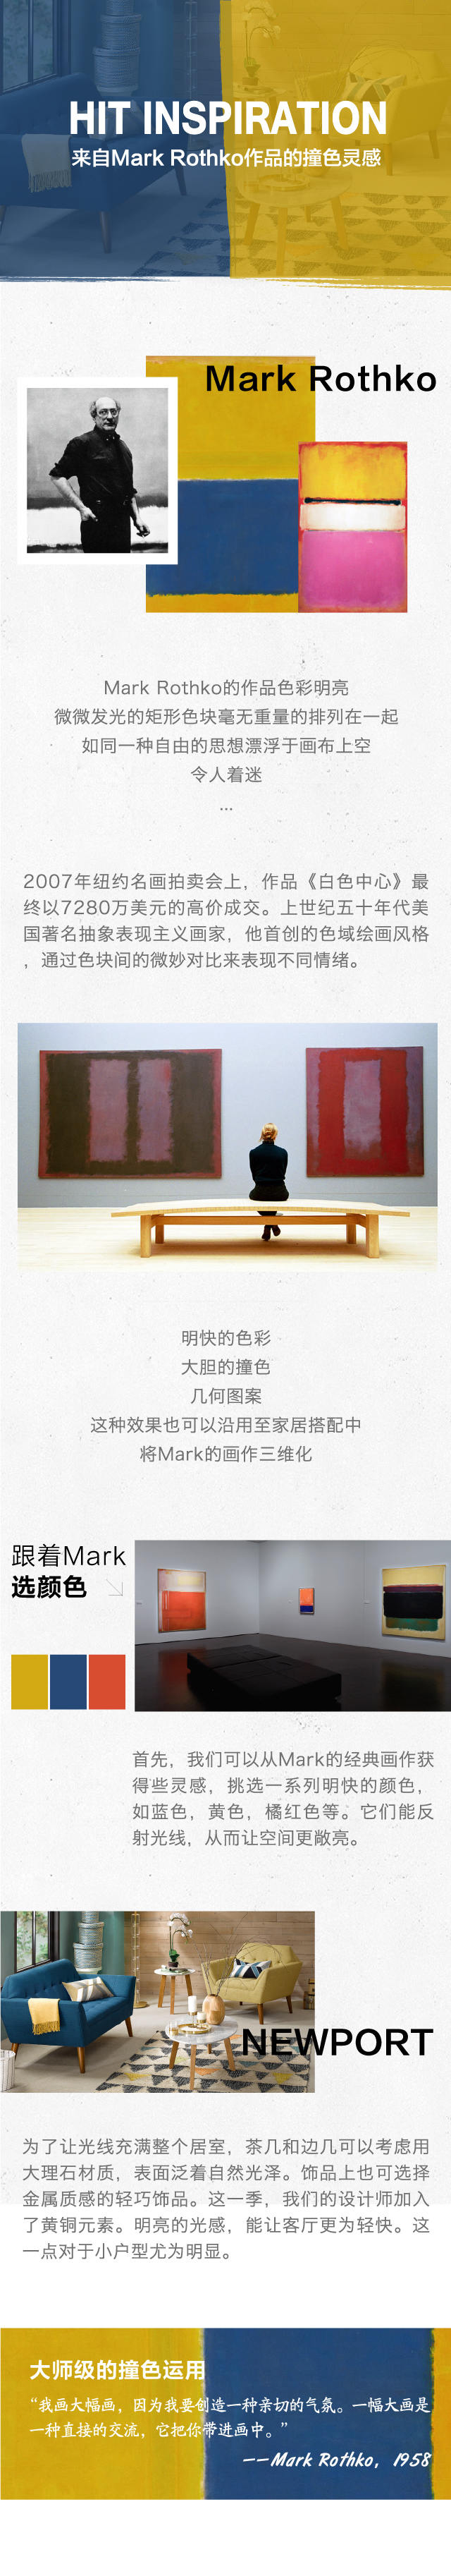 HIT INSPIRATION
来自Mark Rothko作品的撞色灵感
Mark Rothko
Mark Rothko的作品色彩明亮
微微发光的矩形色块毫无重量的排列在一起
如同一种自由的思想漂浮于画布上空
令人着迷
...
2007年纽约名画拍卖会上，作品《白色中心》最
终以7280万美元的高价成交。上世纪五十年代美
国著名抽象表现主义画家，他首创的色域绘画风格
，通过色块间的微妙对比来表现不同情绪。
明快的色彩
大胆的撞色
几何图案
这种效果也可以沿用至家居搭配中
将Mark的画作三维化
跟着Mark
选颜色
首先，我们可以从Mark的经典画作获
得些灵感，挑选一系列明快的颜色，
如蓝色，黄色，橘红色等。它们能反
射光线，从而让空间更敞亮。
NEWPORT
为了让光线充满整个居室，茶几和边几可以考虑用
大理石材质，表面泛着自然光泽。饰品上也可选择
金属质感的轻巧饰品。这一季，我们的设计师加入
了黄铜元素。明亮的光感，能让客厅更为轻快。这
一点对于小户型尤为明显。
大师级的撞色运用
“我画大幅画，因为我要创造一种亲切的气氛。一幅大画是
一种直接的交流，它把你带进画中。”
——Mark Rothko，1958